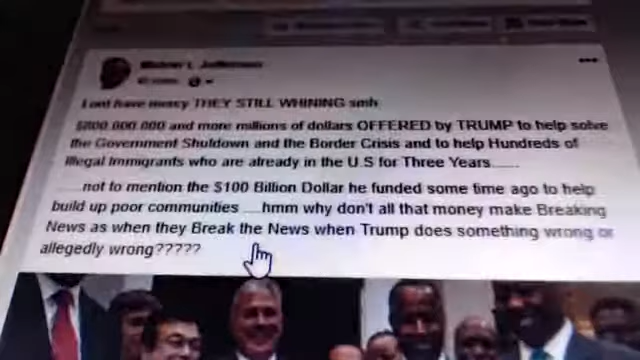 Lord have mercy THEY STILL WHINING smh
$800,000,000 and more millions of dollars OFFERED by TRUMP to help solve
the Government Shutdown and the Border Crisis and to help Hundreds of
Illegal Immigrants who are already in the U.S for Three Years......
....not to mention the $100 Billion Dollar he funded some time ago to help
build up poor communities ....hmm why don't all that money make Breaking
News as when they Break the News when Trump does something wrong or
allegedly wrong?????